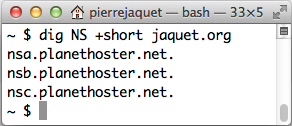 pierrejaquet — bash — 33×5
~ $ dig NS +short jaquet.org
nsa.planethoster.net.
nsb.planethoster.net.
nsc.planethoster.net.
~ $